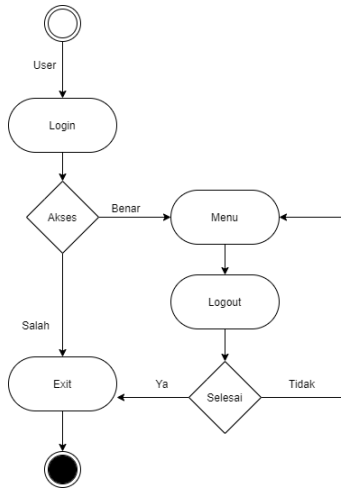 User
Login
Akses
Benar
Menu
Logout
Salah
Exit
Ya
Selesai
Tidak